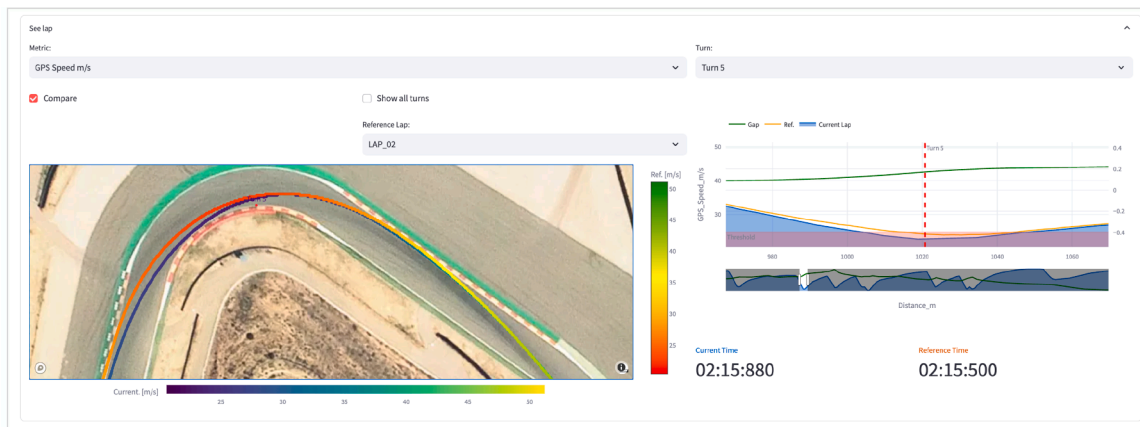 See lap
Metric:
Turn:
GPS Speed m/s
Turn 5
Compare
Show all turns
Reference Lap:
LAP_02
Gap
Ref.
Current Lap
Ref. [m/s]
50
45
40
35
30
25
Current. [m/s]
25
30
35
40
45
50
GPS_Speed_m/s
50
40
30
Turn 5
Threshold
0.4
0.2
0
−0.2
−0.4
980
1000
1020
1040
1060
Distance_m
Current Time
Reference Time
02:15:880
02:15:500